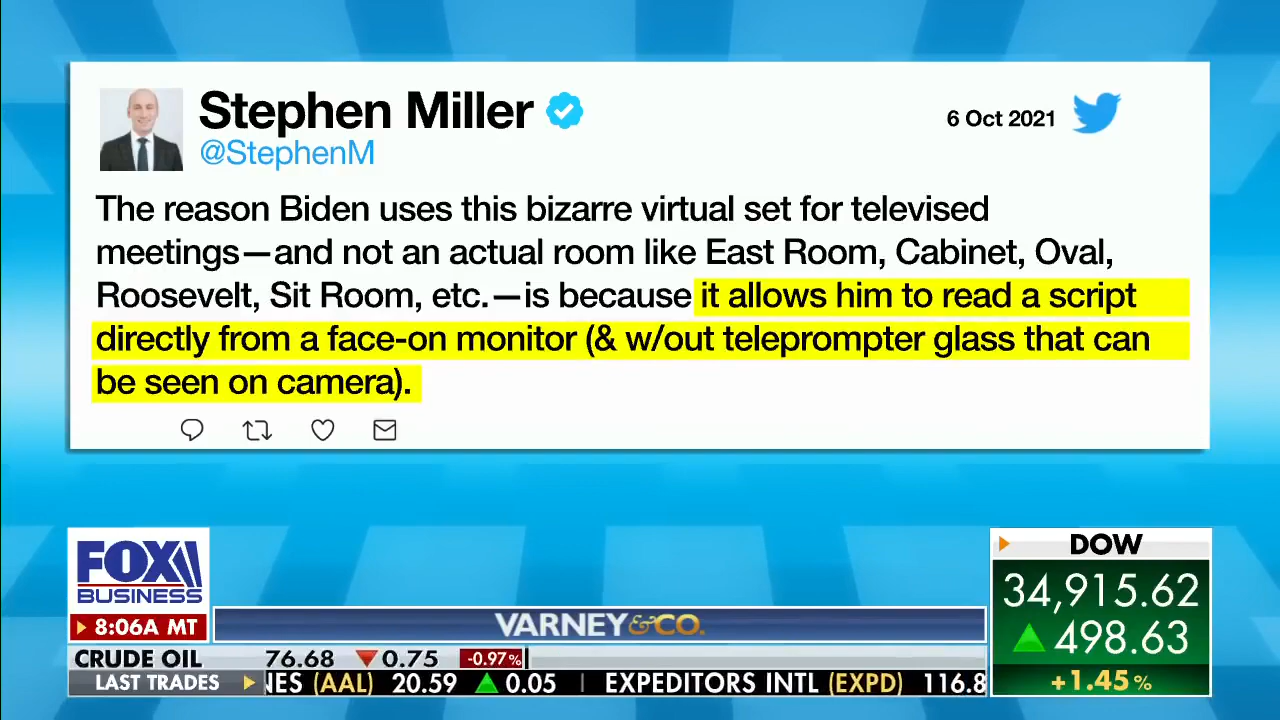 Stephen Miller
@StephenM
6 Oct 2021
The reason Biden uses this bizarre virtual set for televised
meetings—and not an actual room like East Room, Cabinet, Oval,
Roosevelt, Sit Room, etc.—is because it allows him to read a script
directly from a face-on monitor (& w/out teleprompter glass that can
be seen on camera).
FOX
BUSINESS
8:06A MT
VARNEY & CO.
CRUDE OIL 76.68 0.75 -0.97%
LAST TRADES NES (AAL) 20.59 0.05 | EXPEDITORS INTL (EXPD) 116.8
DOW
34,915.62
498.63
+1.45%